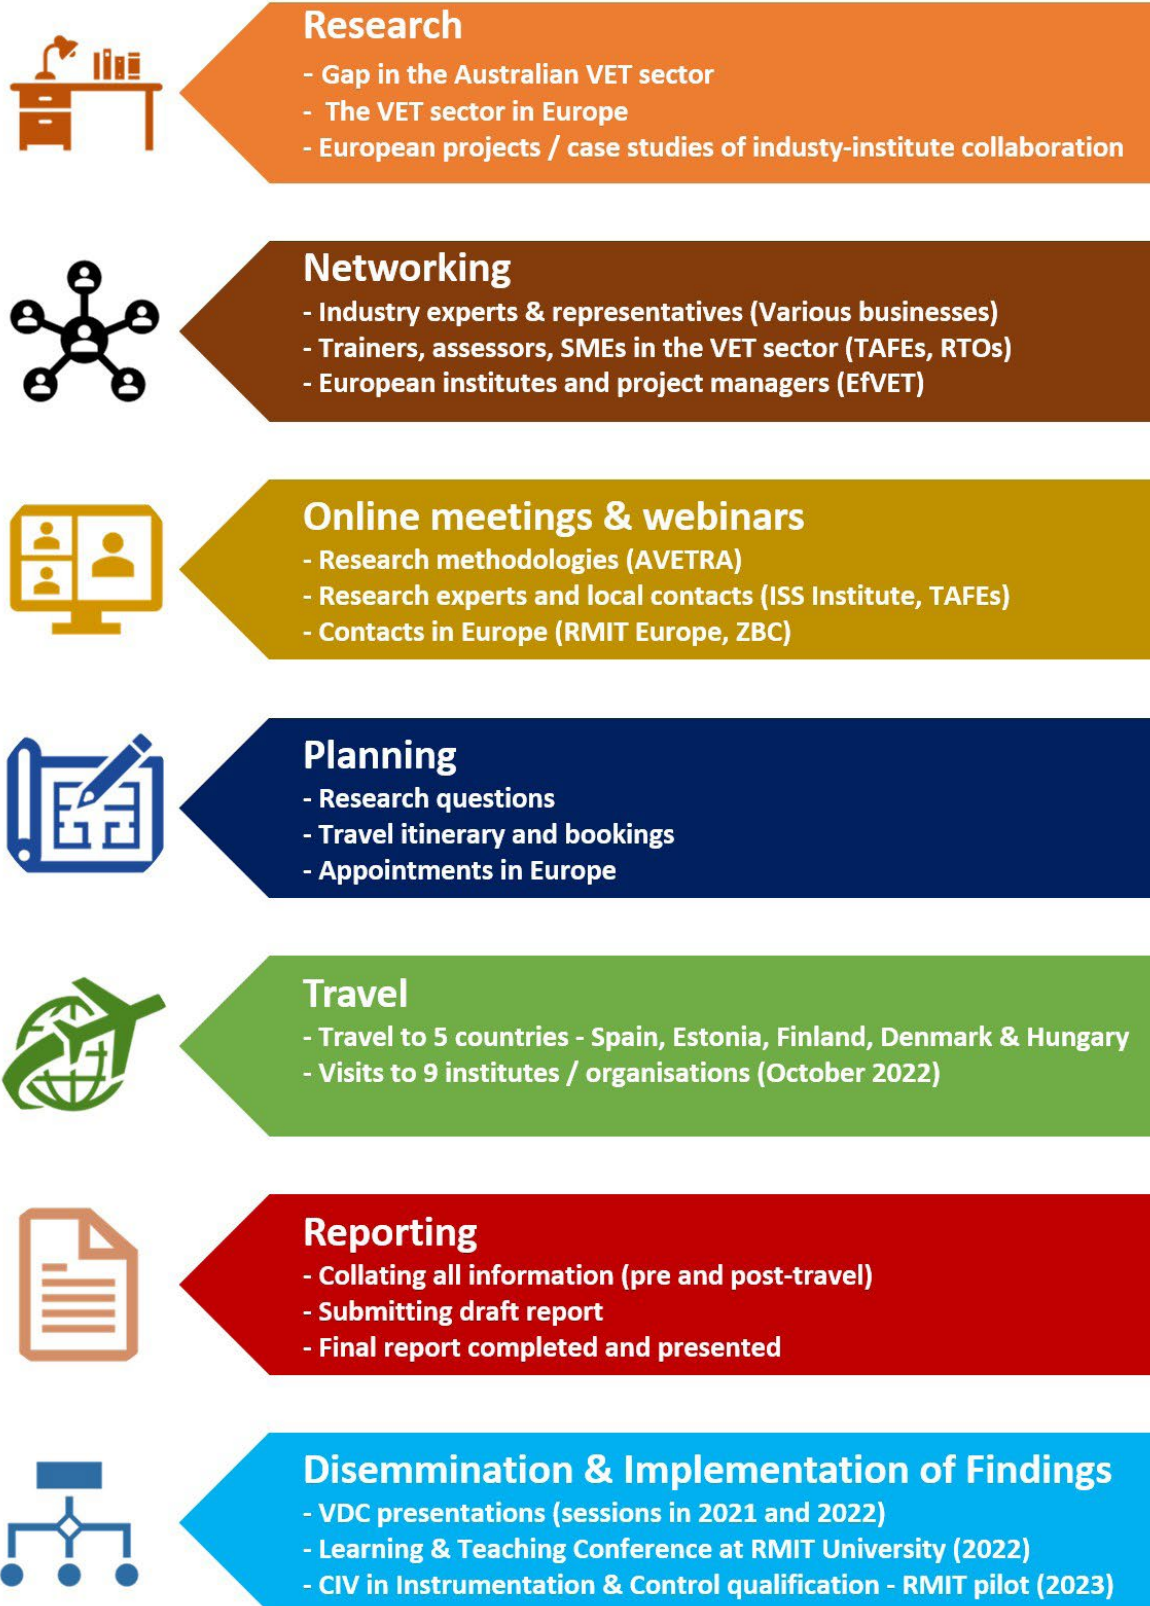 Research
- Gap in the Australian VET sector
- The VET sector in Europe
- European projects / case studies of industy-institute collaboration
Networking
- Industry experts & representatives (Various businesses)
- Trainers, assessors, SMEs in the VET sector (TAFEs, RTOs)
- European institutes and project managers (EfVET)
Online meetings & webinars
- Research methodologies (AVETRA)
- Research experts and local contacts (ISS Institute, TAFEs)
- Contacts in Europe (RMIT Europe, ZBC)
Planning
- Research questions
- Travel itinerary and bookings
- Appointments in Europe
Travel
- Travel to 5 countries - Spain, Estonia, Finland, Denmark & Hungary
- Visits to 9 institutes / organisations (October 2022)
Reporting
- Collating all information (pre and post-travel)
- Submitting draft report
- Final report completed and presented
Disemmination & Implementation of Findings
- VDC presentations (sessions in 2021 and 2022)
- Learning & Teaching Conference at RMIT University (2022)
- CIV in Instrumentation & Control qualification - RMIT pilot (2023)